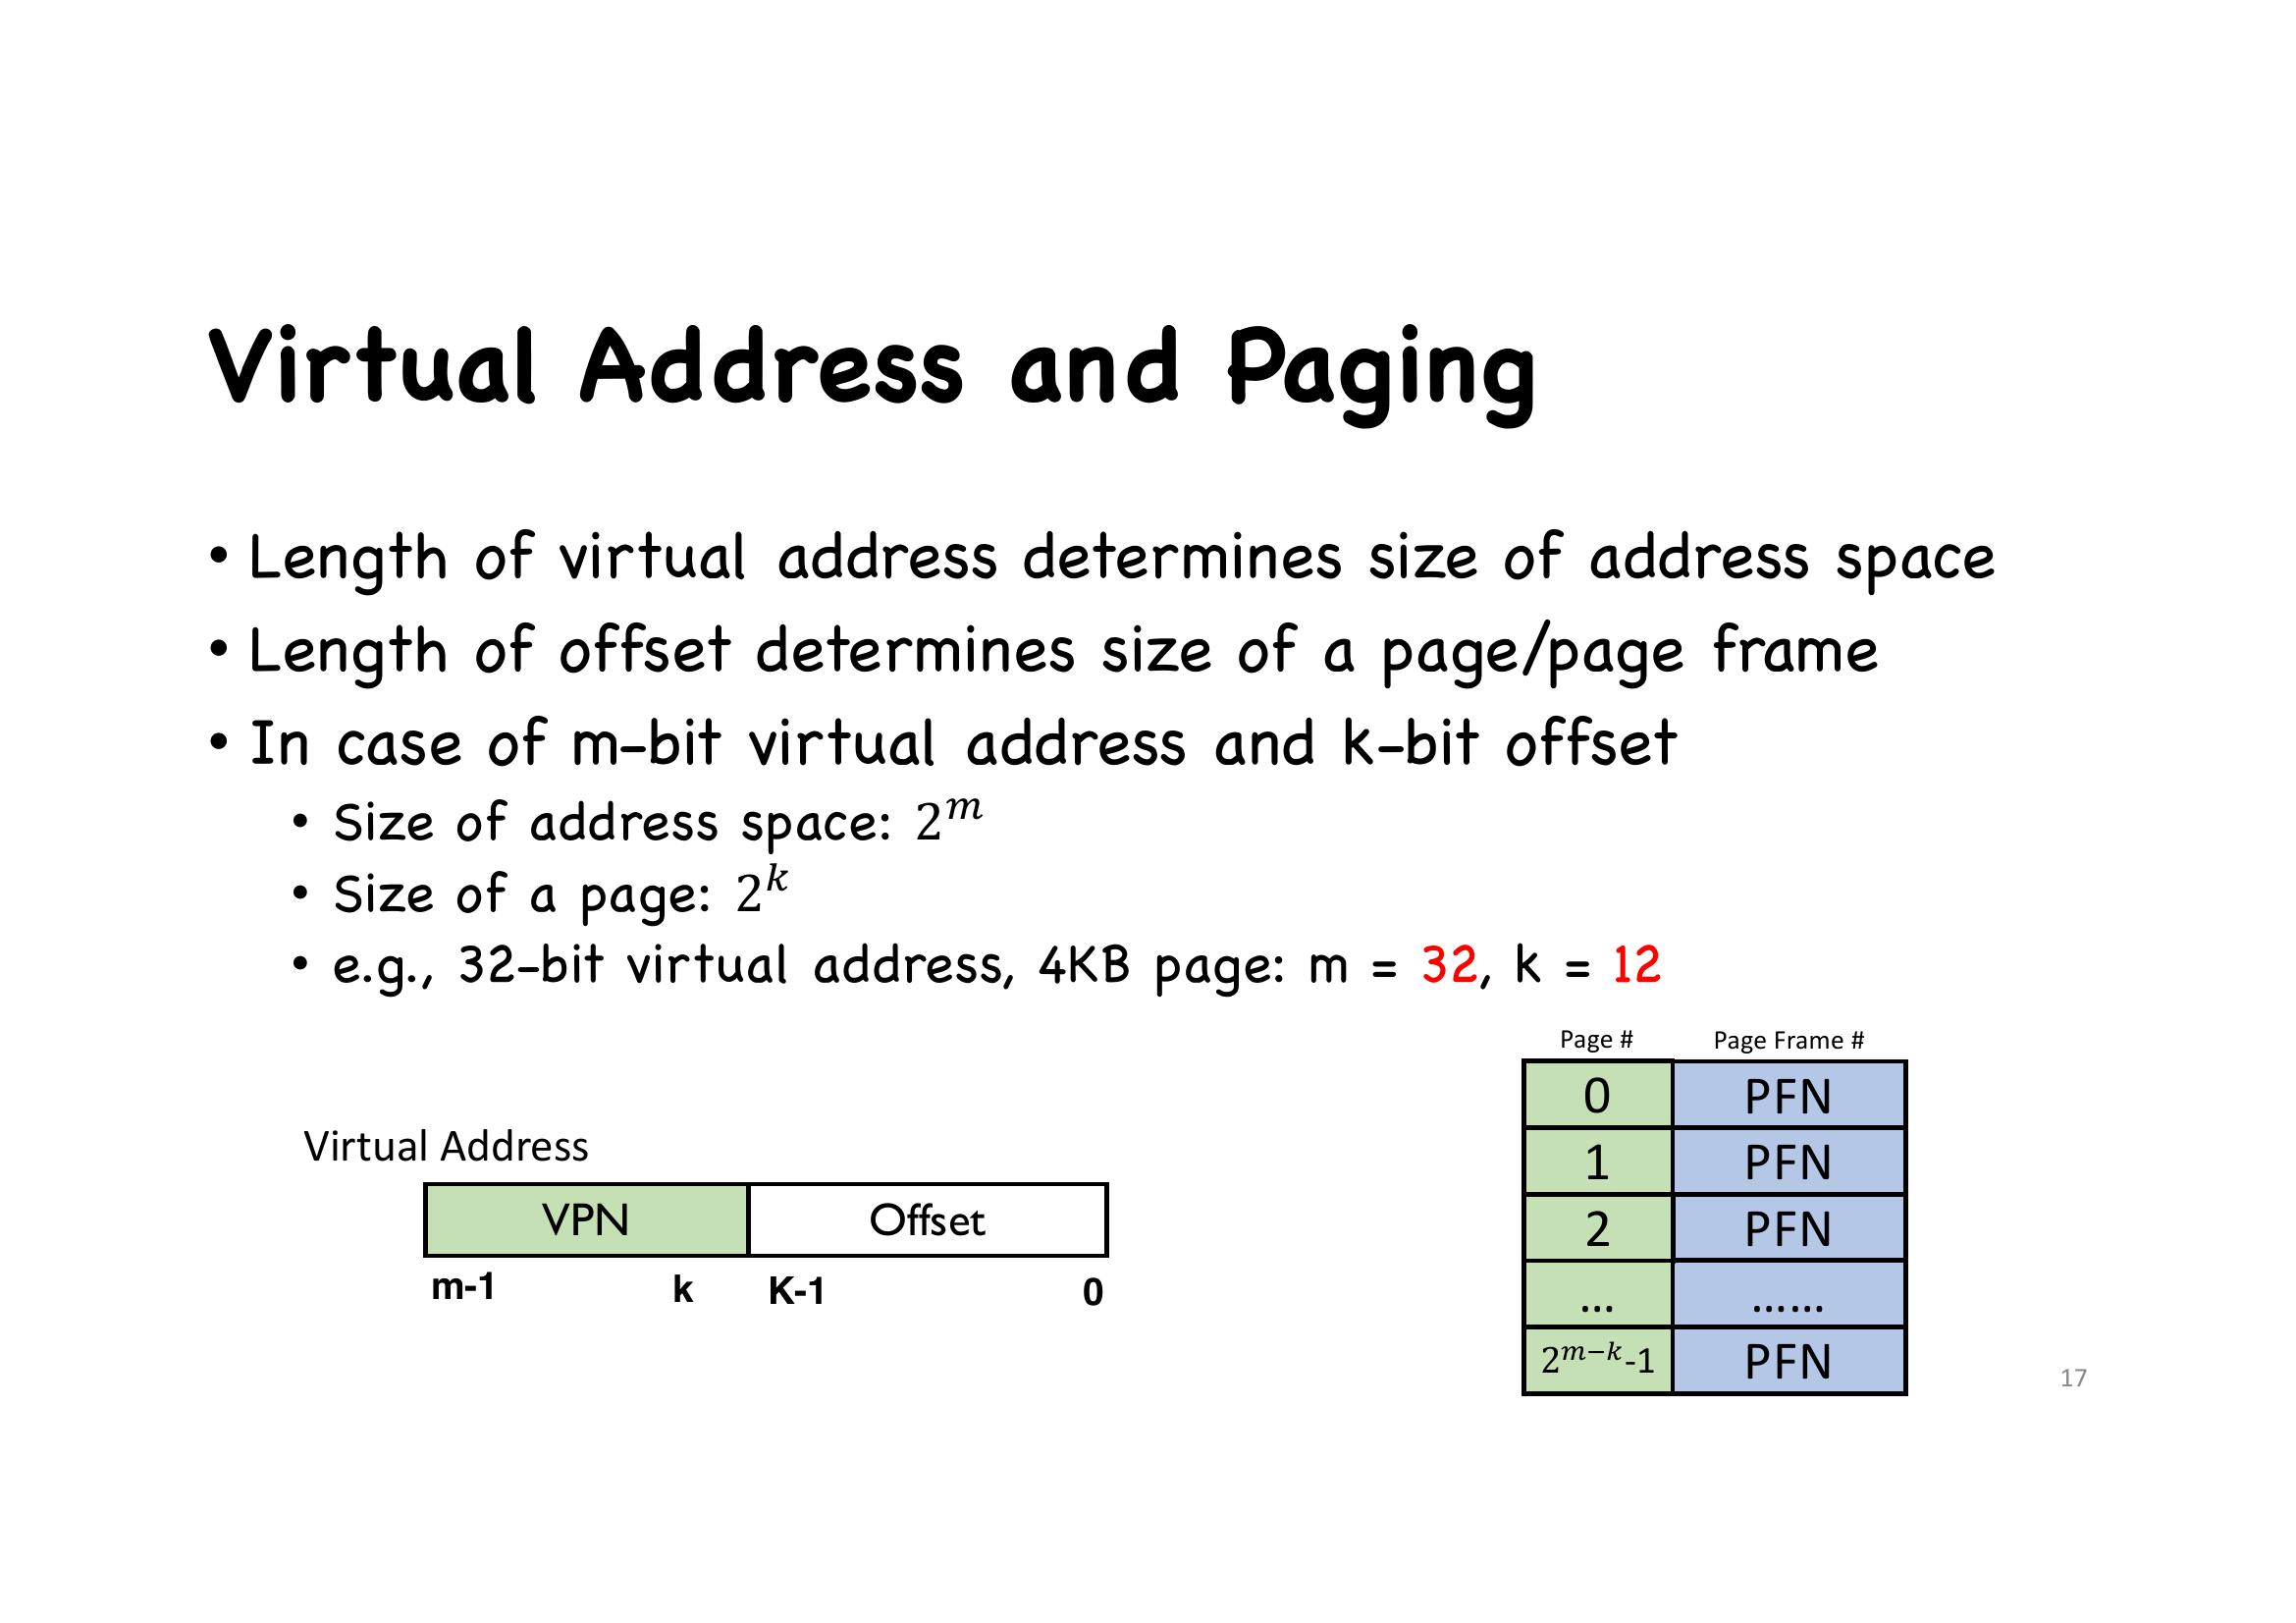 Virtual Address and Paging
• Length of virtual address determines size of address space
• Length of offset determines size of a page/page frame
• In case of m-bit virtual address and k-bit offset
• Size of address space: 2^m
• Size of a page: 2^k
• e.g., 32-bit virtual address, 4KB page: m = 32, k = 12
Virtual Address
VPN Offset
m-1 k K-1 0
Page # Page Frame #
0 PFN
1 PFN
2 PFN
... ......
2^{m−k}-1 PFN
17